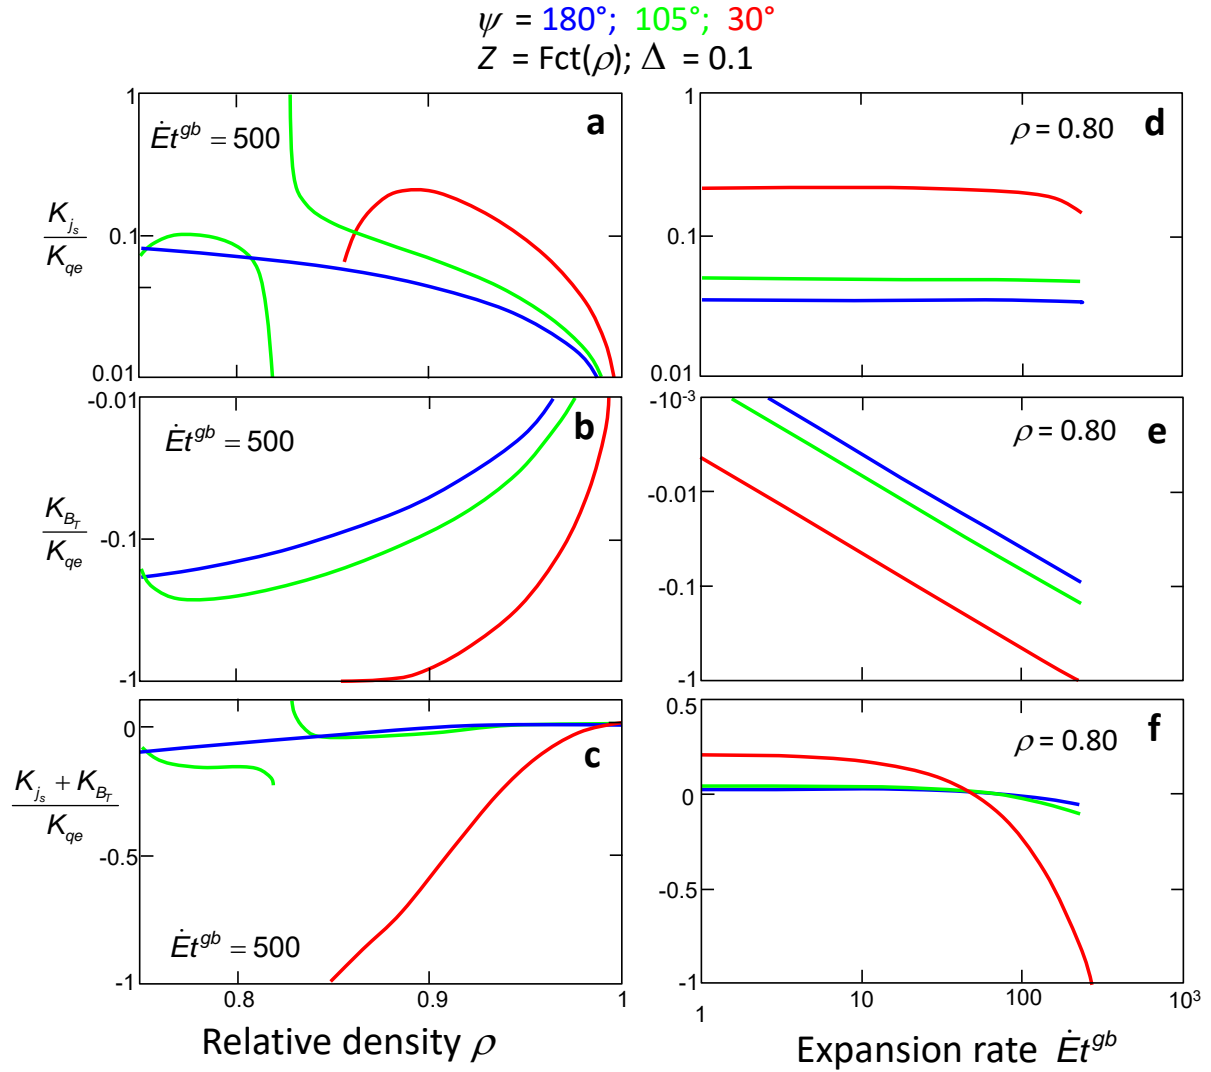 ψ = 180°; 105°; 30°
Z = Fct(ρ); Δ = 0.1
1
a
Ėt^gb = 500
K_js / K_qe
0.1
0.01
1
d
ρ = 0.80
0.1
0.01
-0.01
b
Ėt^gb = 500
K_BT / K_qe
-0.1
-1
-10^-3
e
ρ = 0.80
-0.01
-0.1
-1
0
c
K_js + K_BT / K_qe
-0.5
Ėt^gb = 500
-1
0.8
0.9
1
Relative density ρ
0.5
f
ρ = 0.80
0
-0.5
-1
1
10
100
10^3
Expansion rate Ėt^gb